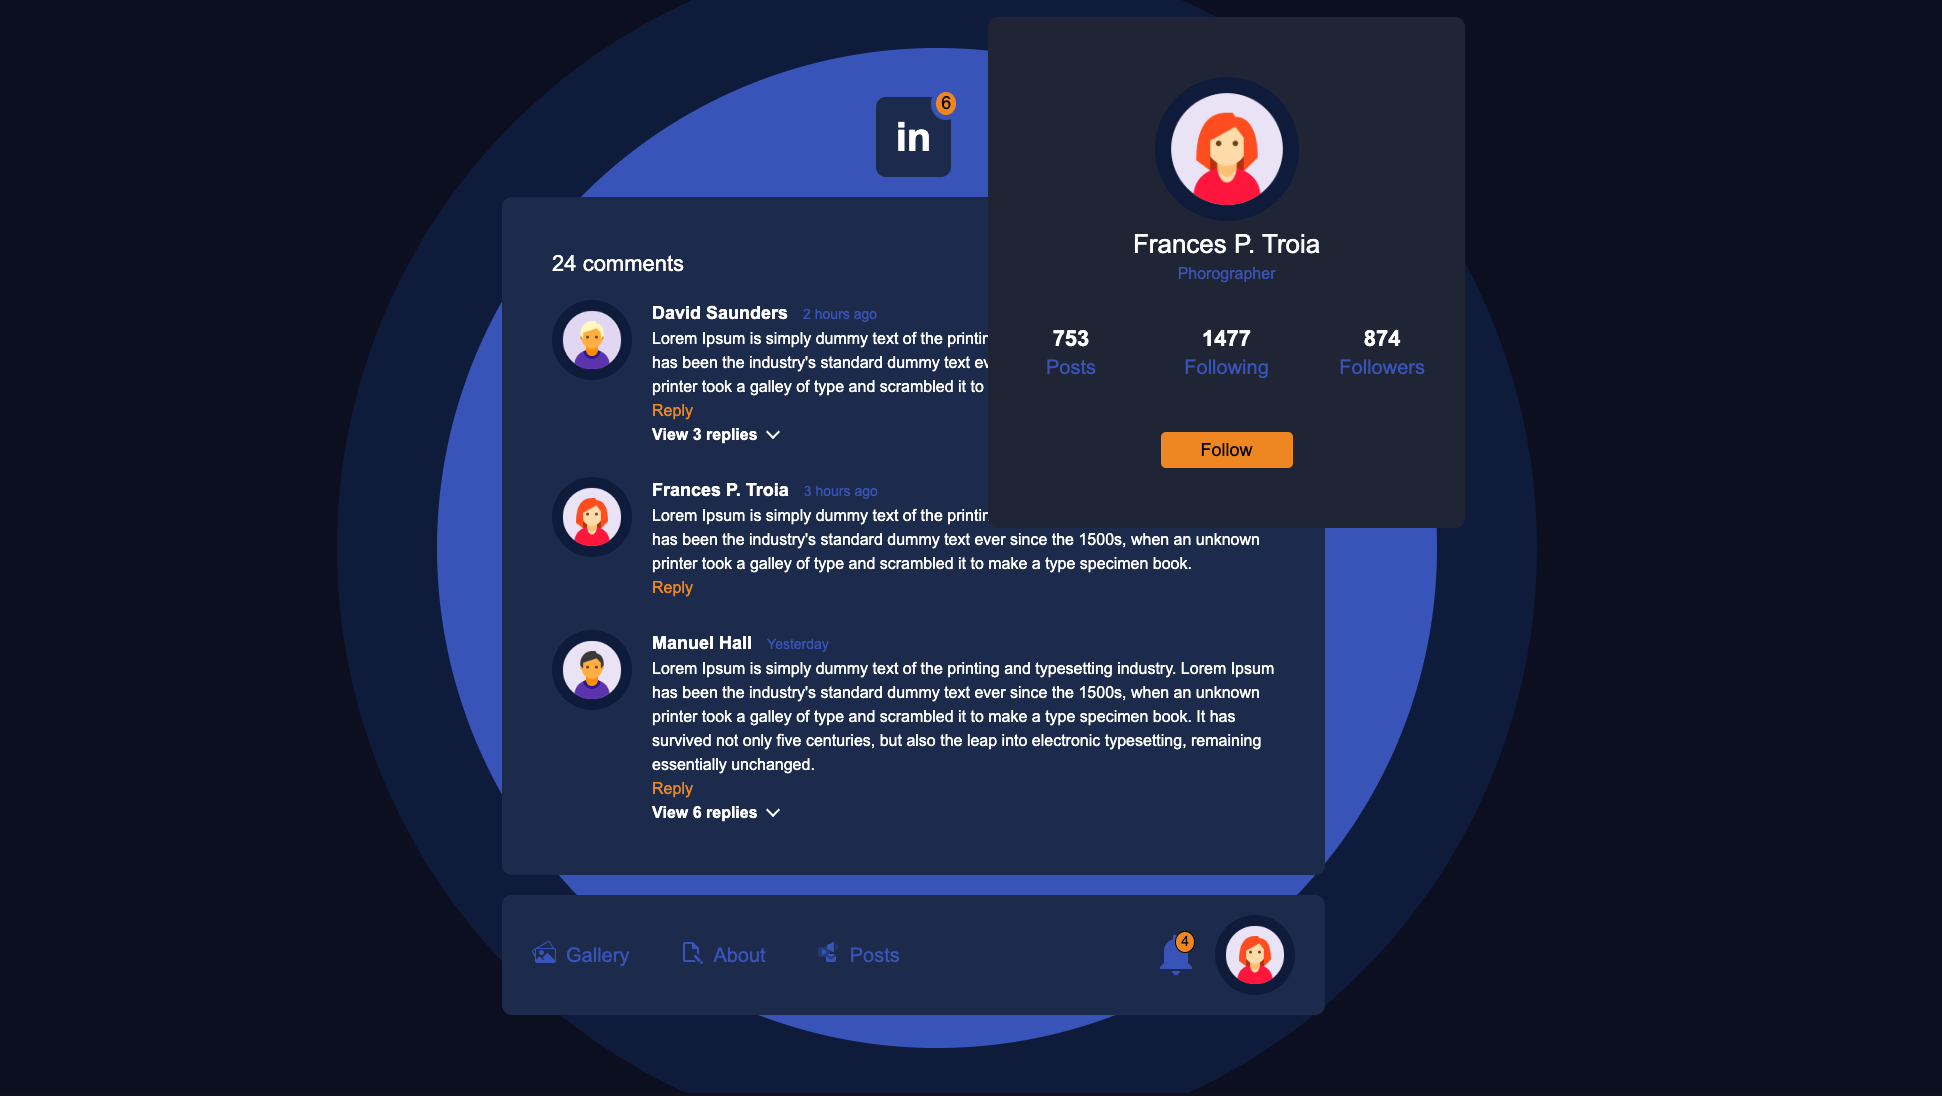 in
6
24 comments
David Saunders 2 hours ago
Lorem Ipsum is simply dummy text of the
has been the industry's standard dummy text
printer took a galley of type and scrambled it to
Reply
View 3 replies
Frances P. Troia 3 hours ago
Lorem Ipsum is simply dummy text of the
has been the industry's standard dummy text ever since the 1500s, when an unknown
printer took a galley of type and scrambled it to make a type specimen book.
Reply
Manuel Hall Yesterday
Lorem Ipsum is simply dummy text of the printing and typesetting industry. Lorem Ipsum
has been the industry's standard dummy text ever since the 1500s, when an unknown
printer took a galley of type and scrambled it to make a type specimen book. It has
survived not only five centuries, but also the leap into electronic typesetting, remaining
essentially unchanged.
Reply
View 6 replies
Frances P. Troia
Phorographer
753 1477 874
Posts Following Followers
Follow
Gallery About Posts 4